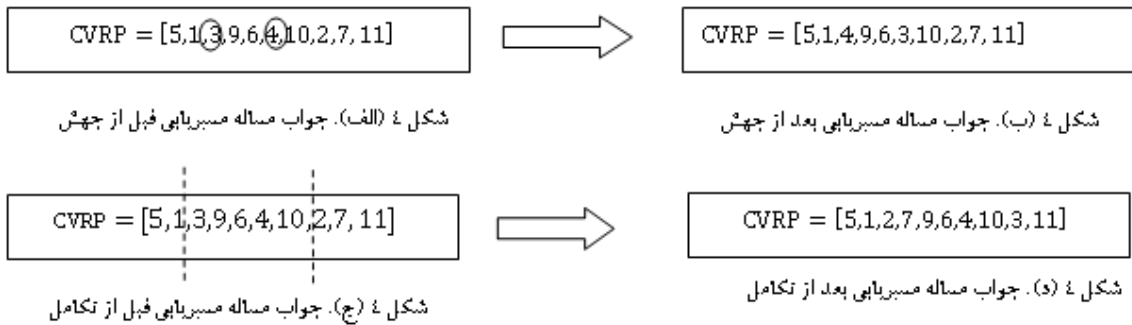 CVRP = [5,1,3,9,6,4,10,2,7, 11]
CVRP = [5,1,4,9,6,3,10,2,7, 11]
شکل ٤ (الف). جواب مساله مسیریابی قبل از جهش
شکل ٤ (ب). جواب مساله مسیریابی بعد از جهش
CVRP = [5,1,3,9,6,4,10,2,7, 11]
CVRP = [5,1,2,7,9,6,4,10,3,11]
شکل ٤ (ج). جواب مساله مسیریابی قبل از تکامل
شکل ٤ (د). جواب مساله مسیریابی بعد از تکامل